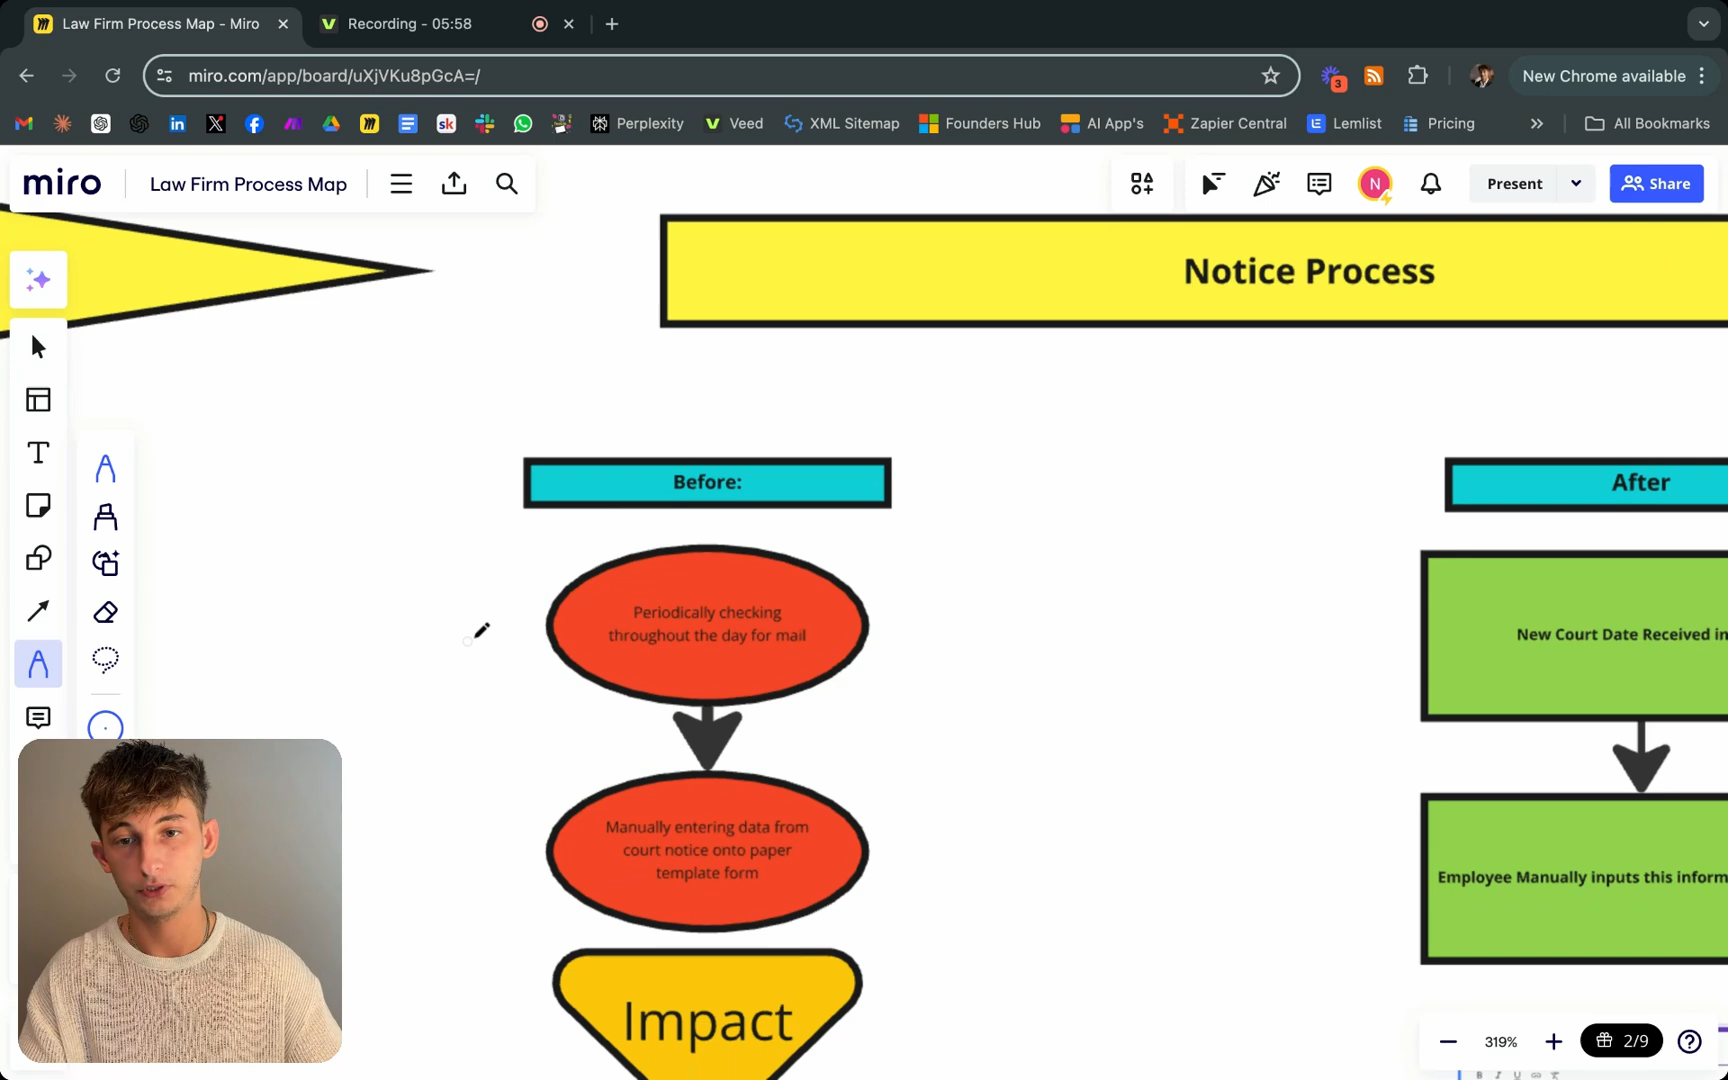 Law Firm Process Map - Miro
Recording - 05:58
miro.com/app/board/uXjVKu8pGcA=/
3
New Chrome available
sk
Perplexity
Veed
XML Sitemap
Founders Hub
AI App's
Zapier Central
Lemlist
Pricing
All Bookmarks
miro
Law Firm Process Map
N
Present
Share
Notice Process
Before:
After
Periodically checking
throughout the day for mail
New Court Date Received in
Manually entering data from
court notice onto paper
template form
Employee Manually inputs this inform
Impact
319%
2/9